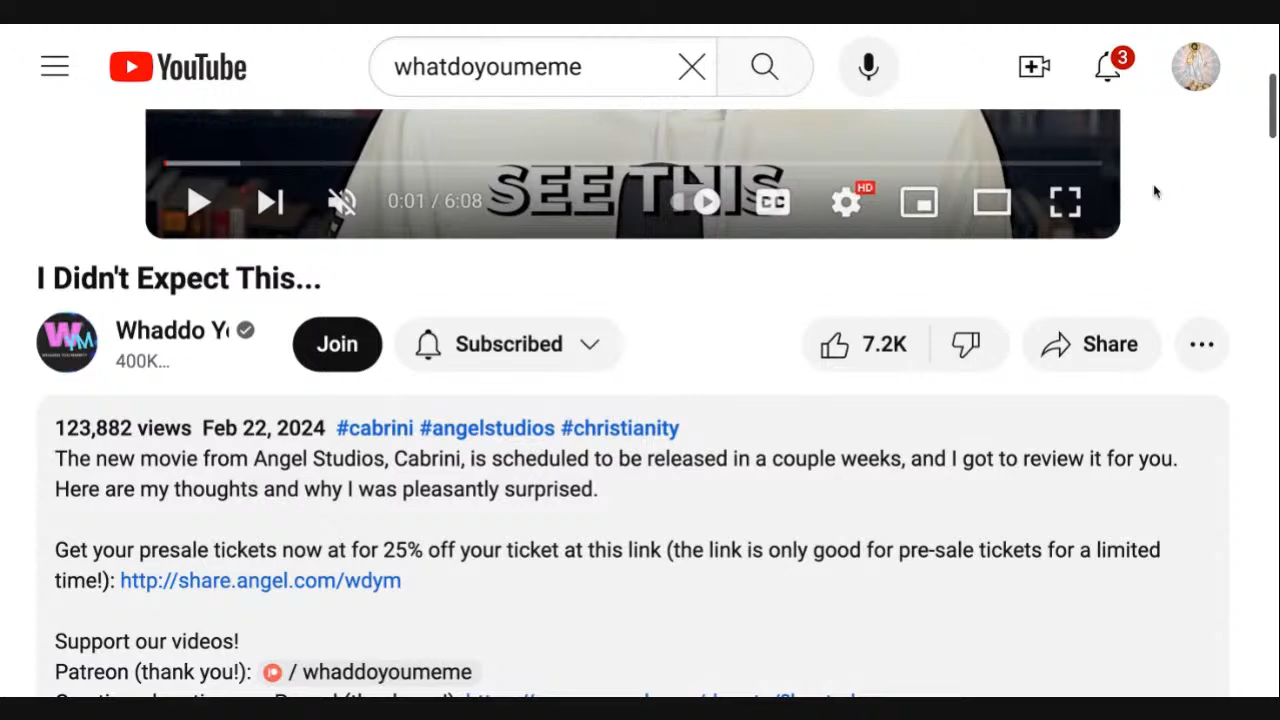 YouTube
whatdoyoumeme
3
SEE THIS
0:01 / 6:08
CC
HD
I Didn't Expect This...
WM
Whaddo Yo
400K...
Join
Subscribed
7.2K
Share
123,882 views Feb 22, 2024 #cabrini #angelstudios #christianity
The new movie from Angel Studios, Cabrini, is scheduled to be released in a couple weeks, and I got to review it for you.
Here are my thoughts and why I was pleasantly surprised.
Get your presale tickets now at for 25% off your ticket at this link (the link is only good for pre-sale tickets for a limited
time!): http://share.angel.com/wdym
Support our videos!
Patreon (thank you!): / whaddoyoumeme